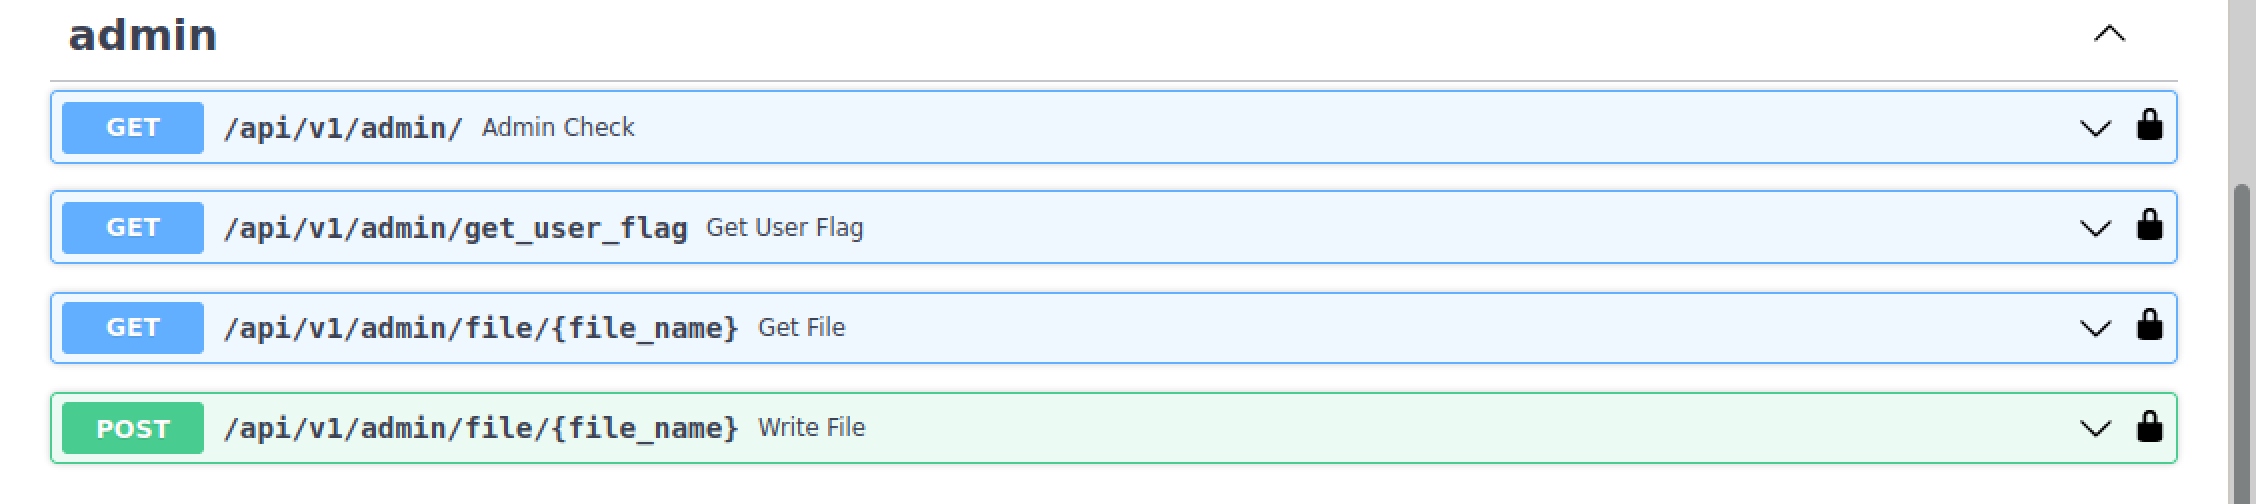 admin
GET /api/v1/admin/ Admin Check
GET /api/v1/admin/get_user_flag Get User Flag
GET /api/v1/admin/file/{file_name} Get File
POST /api/v1/admin/file/{file_name} Write File